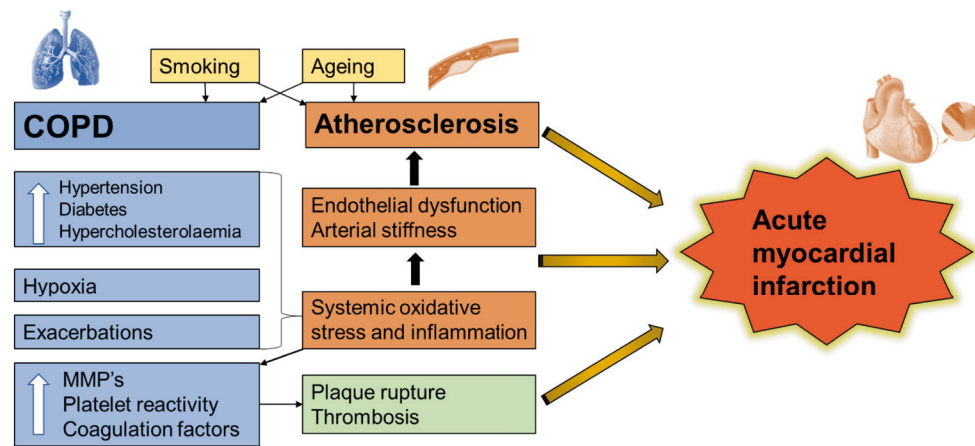 Smoking
Ageing
COPD
Atherosclerosis
Hypertension
Diabetes
Hypercholesterolaemia
Endothelial dysfunction
Arterial stiffness
Acute
myocardial
infarction
Hypoxia
Exacerbations
Systemic oxidative
stress and inflammation
MMP's
Platelet reactivity
Coagulation factors
Plaque rupture
Thrombosis